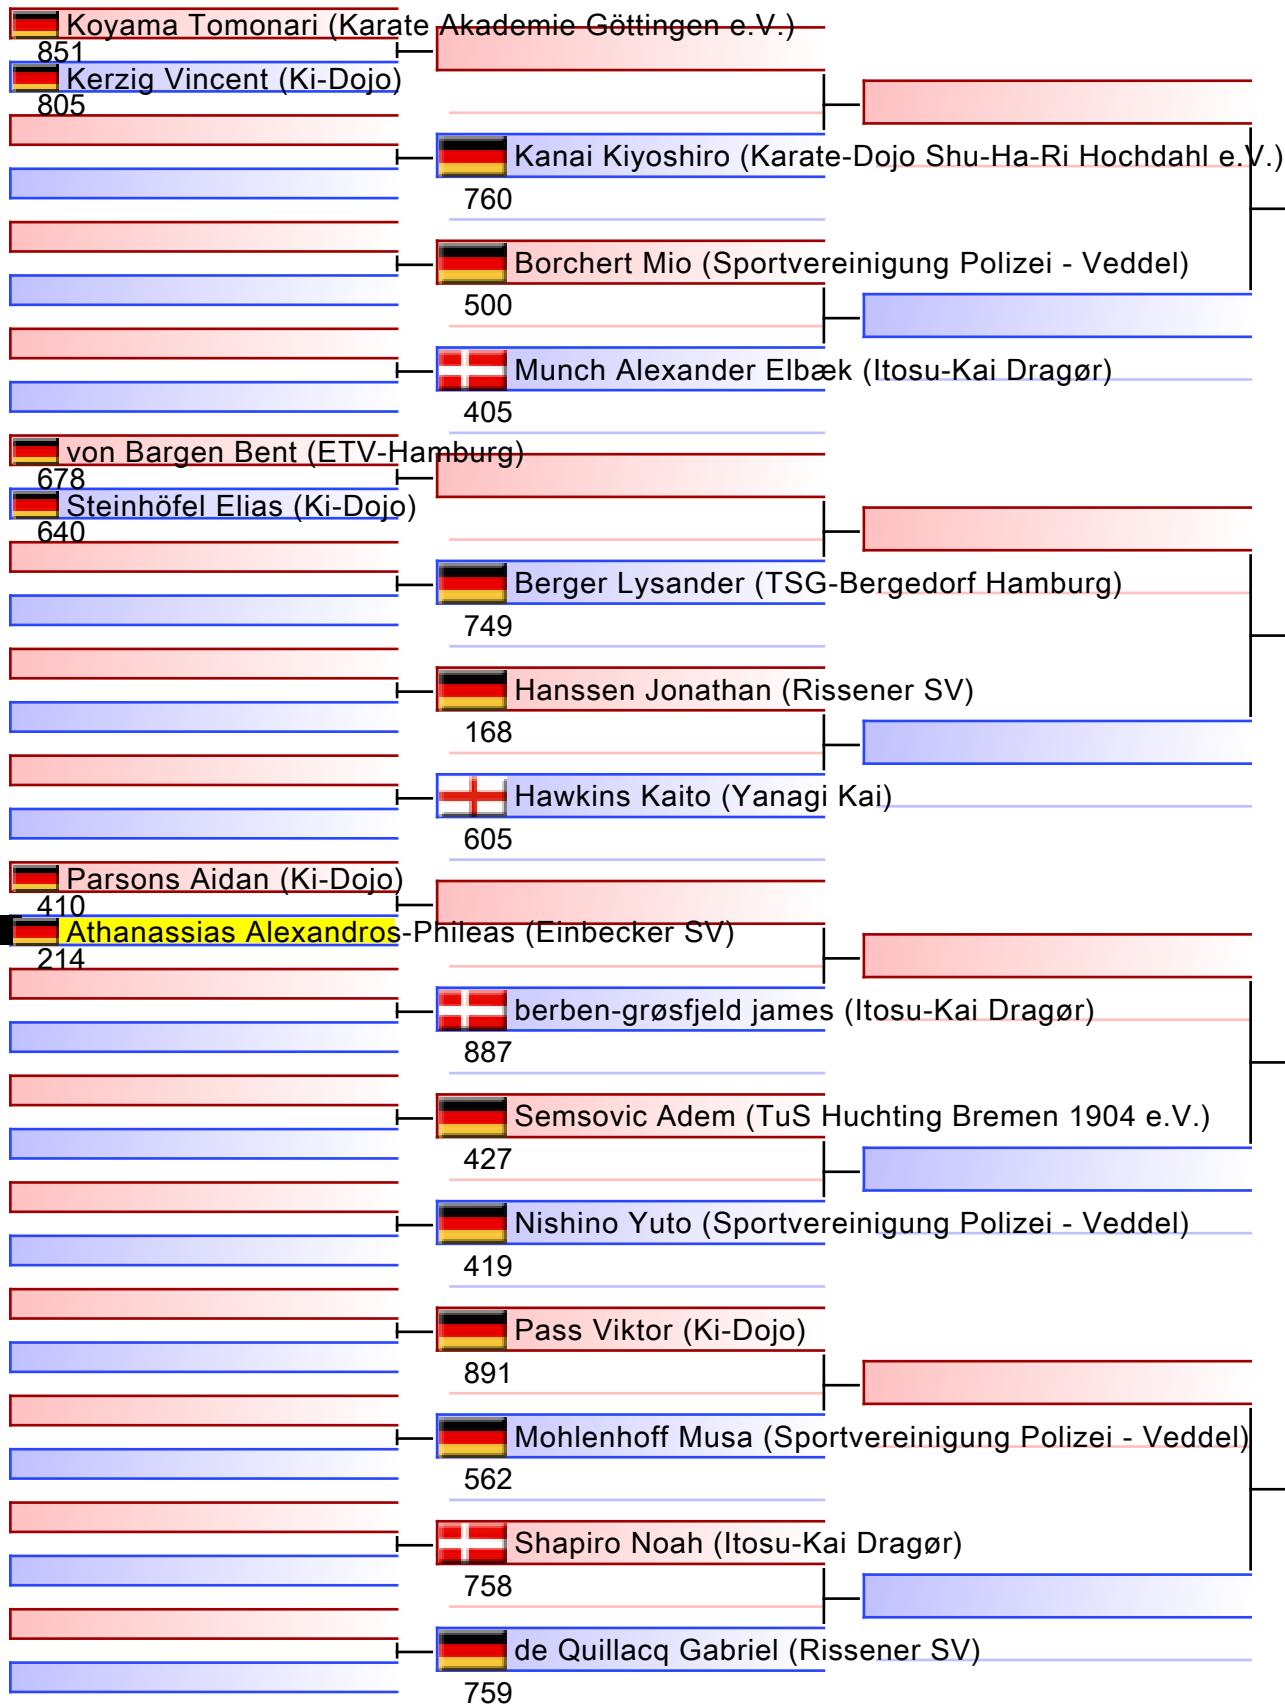 Koyama Tomonari (Karate Akademie Göttingen e.V.)
851
Kerzig Vincent (Ki-Dojo)
805
Kanai Kiyoshiro (Karate-Dojo Shu-Ha-Ri Hochdahl e.V.)
760
Borchert Mio (Sportvereinigung Polizei - Veddel)
500
Munch Alexander Elbæk (Itosu-Kai Dragør)
405
von Bargen Bent (ETV-Hamburg)
678
Steinhöfel Elias (Ki-Dojo)
640
Berger Lysander (TSG-Bergedorf Hamburg)
749
Hanssen Jonathan (Rissener SV)
168
Hawkins Kaito (Yanagi Kai)
605
Parsons Aidan (Ki-Dojo)
410
Athanassias Alexandros-Phileas (Einbecker SV)
214
berben-grøsfjeld james (Itosu-Kai Dragør)
887
Semsovic Adem (TuS Huchting Bremen 1904 e.V.)
427
Nishino Yuto (Sportvereinigung Polizei - Veddel)
419
Pass Viktor (Ki-Dojo)
891
Mohlenhoff Musa (Sportvereinigung Polizei - Veddel)
562
Shapiro Noah (Itosu-Kai Dragør)
758
de Quillacq Gabriel (Rissener SV)
759